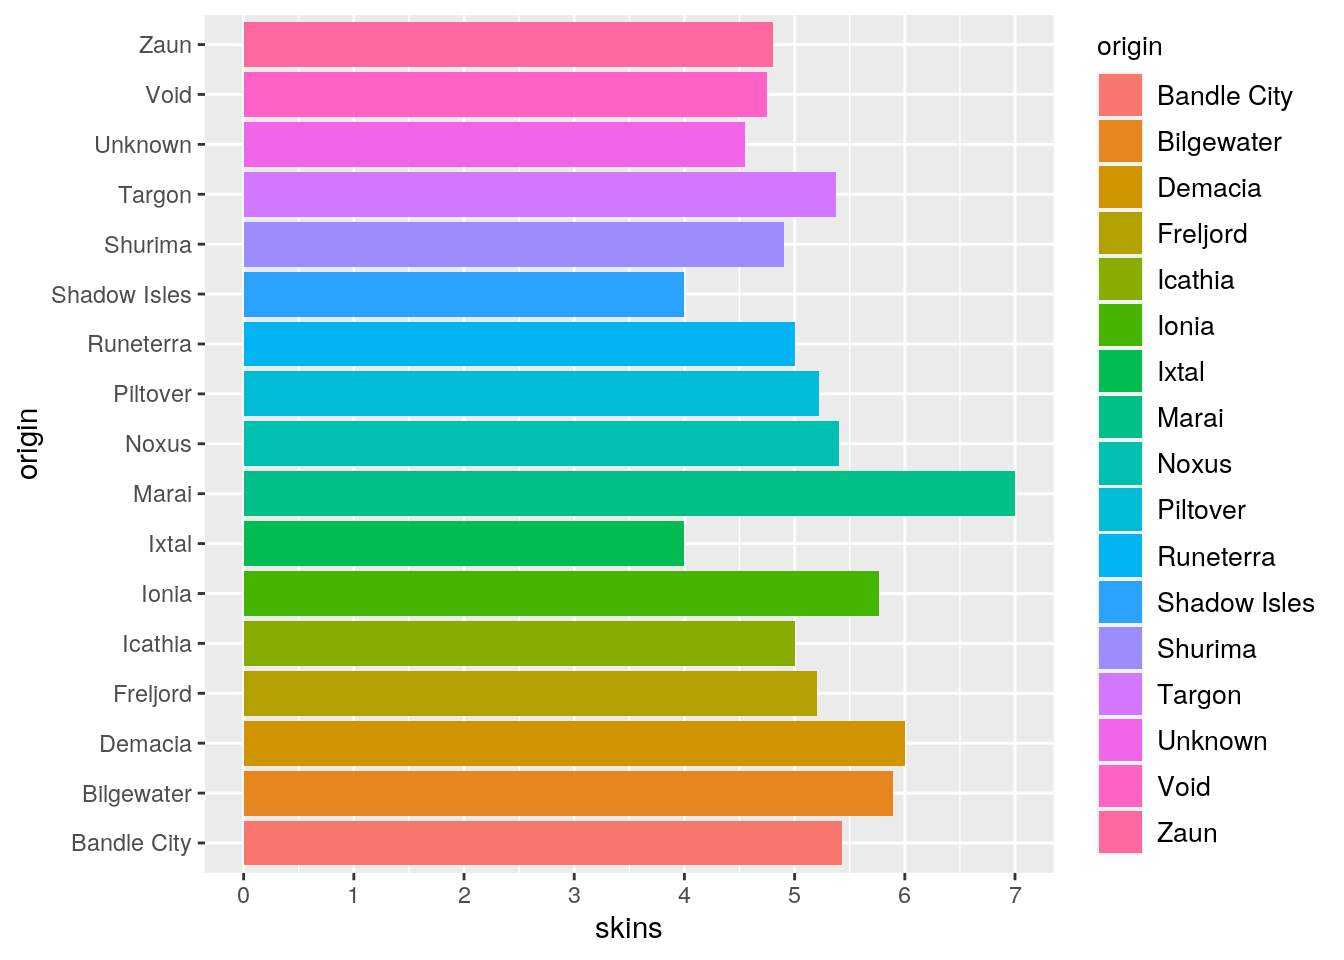 Zaun
Void
Unknown
Targon
Shurima
Shadow Isles
Runeterra
Piltover
Noxus
Marai
Ixtal
Ionia
Icathia
Freljord
Demacia
Bilgewater
Bandle City
origin
0 1 2 3 4 5 6 7
skins
origin
Bandle City
Bilgewater
Demacia
Freljord
Icathia
Ionia
Ixtal
Marai
Noxus
Piltover
Runeterra
Shadow Isles
Shurima
Targon
Unknown
Void
Zaun